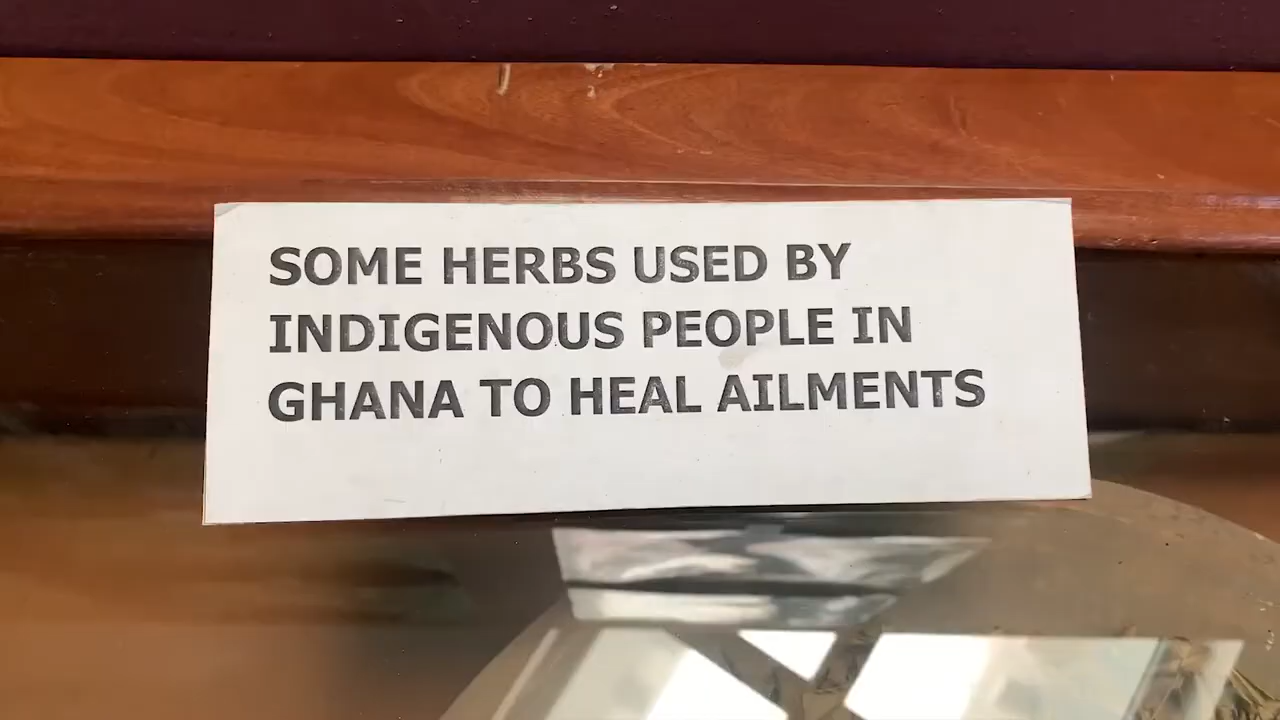 SOME HERBS USED BY
INDIGENOUS PEOPLE IN
GHANA TO HEAL AILMENTS